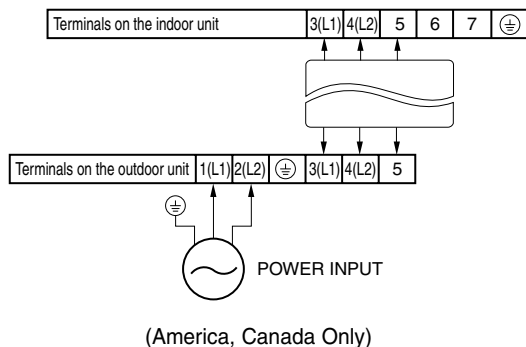 Terminals on the indoor unit 3(L1) 4(L2) 5 6 7
Terminals on the outdoor unit 1(L1) 2(L2) 3(L1) 4(L2) 5
POWER INPUT
(America, Canada Only)